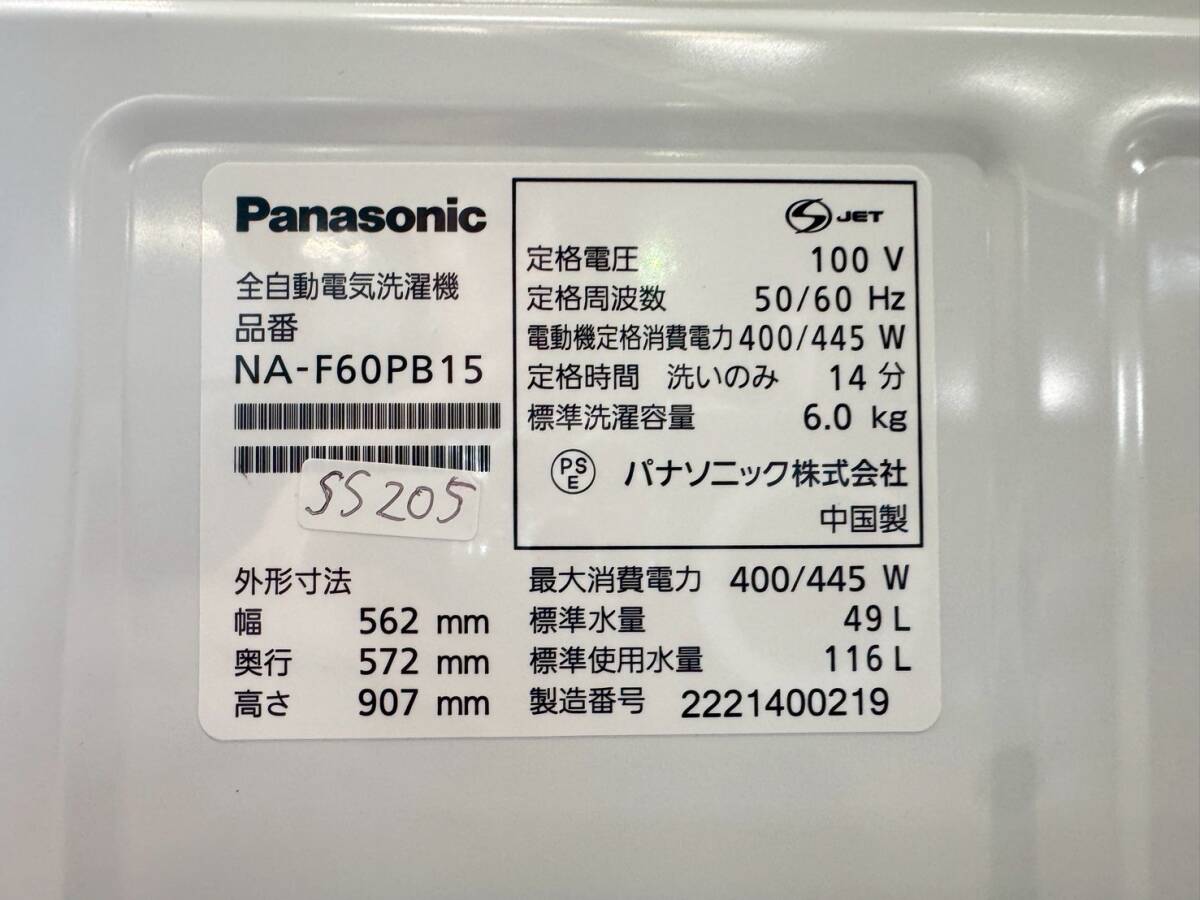 Panasonic
全自動電気洗濯機
品番
NA-F60PB15
SS205
外形寸法
幅 562 mm
奥行 572 mm
高さ 907 mm
S JET
定格電圧 100 V
定格周波数 50/60 Hz
電動機定格消費電力 400/445 W
定格時間 洗いのみ 14 分
標準洗濯容量 6.0 kg
PS E パナソニック株式会社
中国製
最大消費電力 400/445 W
標準水量 49 L
標準使用水量 116 L
製造番号 2221400219